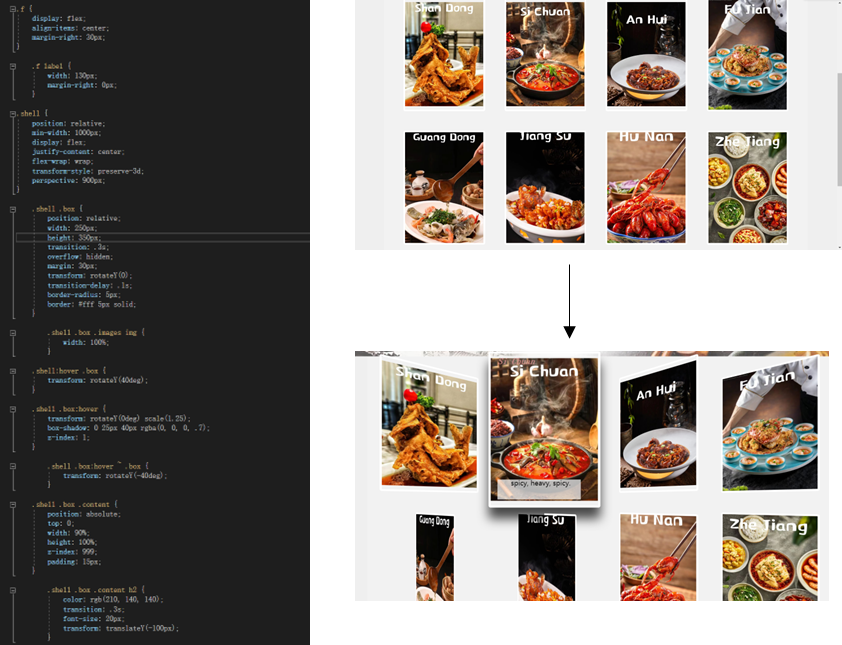 .f {
display: flex;
align-items: center;
margin-right: 30px;
}
.f label {
width: 130px;
margin-right: 0px;
}
.shell {
position: relative;
min-width: 1000px;
display: flex;
justify-content: center;
flex-wrap: wrap;
transform-style: preserve-3d;
perspective: 900px;
}
.shell .box {
position: relative;
width: 250px;
height: 350px;
transition: .3s;
overflow: hidden;
margin: 30px;
transform: rotateY(0);
transition-delay: .1s;
border-radius: 5px;
border: #fff 5px solid;
}
.shell .box .images img {
width: 100%;
}
.shell:hover .box {
transform: rotateY(40deg);
}
.shell .box:hover {
transform: rotateY(0deg) scale(1.25);
box-shadow: 0 25px 40px rgba(0, 0, 0, .7);
z-index: 1;
}
.shell .box:hover ~ .box {
transform: rotateY(-40deg);
}
.shell .box .content {
position: absolute;
top: 0;
width: 90%;
height: 100%;
z-index: 999;
padding: 15px;
}
.shell .box .content h2 {
color: rgb(210, 140, 140);
transition: .3s;
font-size: 20px;
transform: translateY(-100px);
}
Shan Dong
Si Chuan
An Hui
Fu Jian
Guang Dong
Jiang Su
Hu Nan
Zhe Jiang
Shan Dong
Si Chuan
spicy, heavy, spicy.
An Hui
Fu Jian
Guang Dong
Jiang Su
Hu Nan
Zhe Jiang